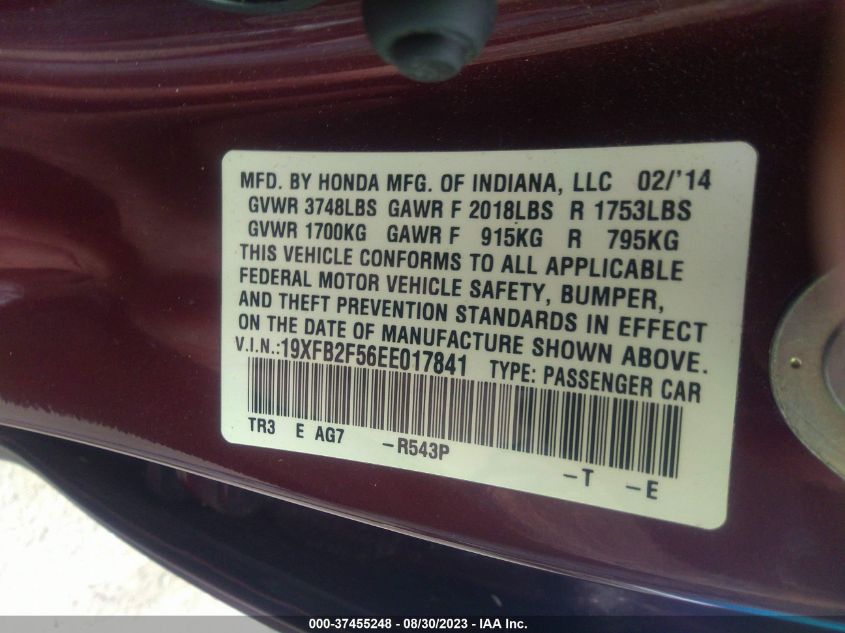 MFD. BY HONDA MFG. OF INDIANA, LLC 02/'14
GVWR 3748LBS GAWR F 2018LBS R 1753LBS
GVWR 1700KG GAWR F 915KG R 795KG
THIS VEHICLE CONFORMS TO ALL APPLICABLE
FEDERAL MOTOR VEHICLE SAFETY, BUMPER,
AND THEFT PREVENTION STANDARDS IN EFFECT
ON THE DATE OF MANUFACTURE SHOWN ABOVE.
V.I.N.:19XFB2F56EE017841 TYPE: PASSENGER CAR
TR3 E AG7 -R543P -T -E
000-37455248 - 08/30/2023 - IAA Inc.